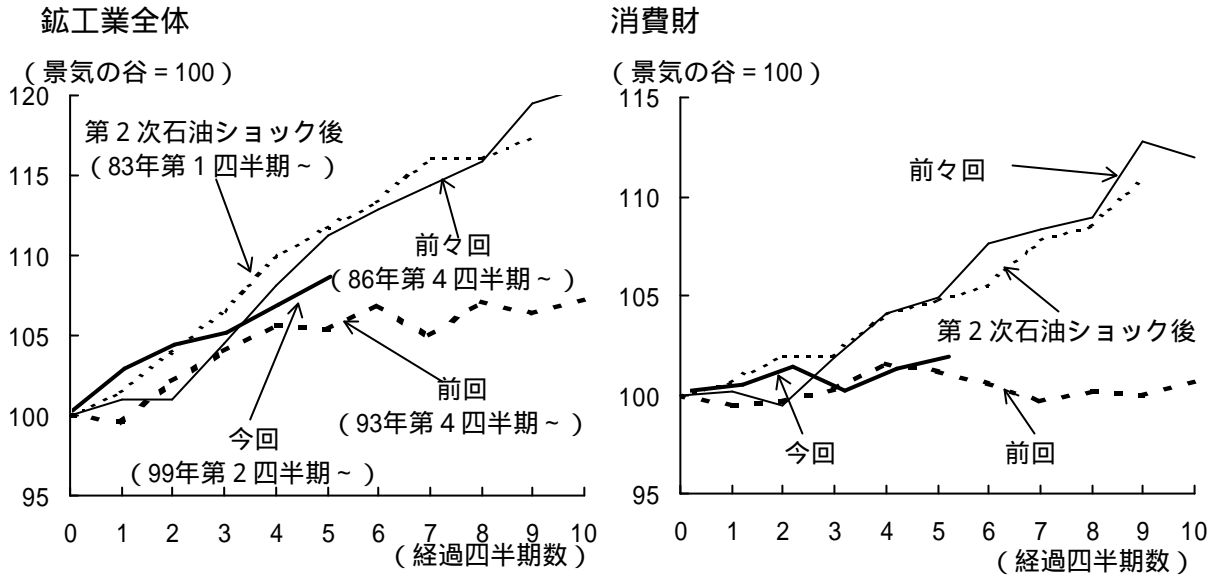 鉱工業全体
（景気の谸＝100）
120
115
110
105
100
95
第２次石油ショック後
（83年第１四半期～）
前々回
（86年第４四半期～）
前回
（93年第４四半期～）
今回
（99年第２四半期～）
0 1 2 3 4 5 6 7 8 9 10
（経過四半期数）
消費財
（景気の谷＝100）
115
110
105
100
95
前々回
第２次石油ショック後
今回
前回
0 1 2 3 4 5 6 7 8 9 10
（経過四半期数）